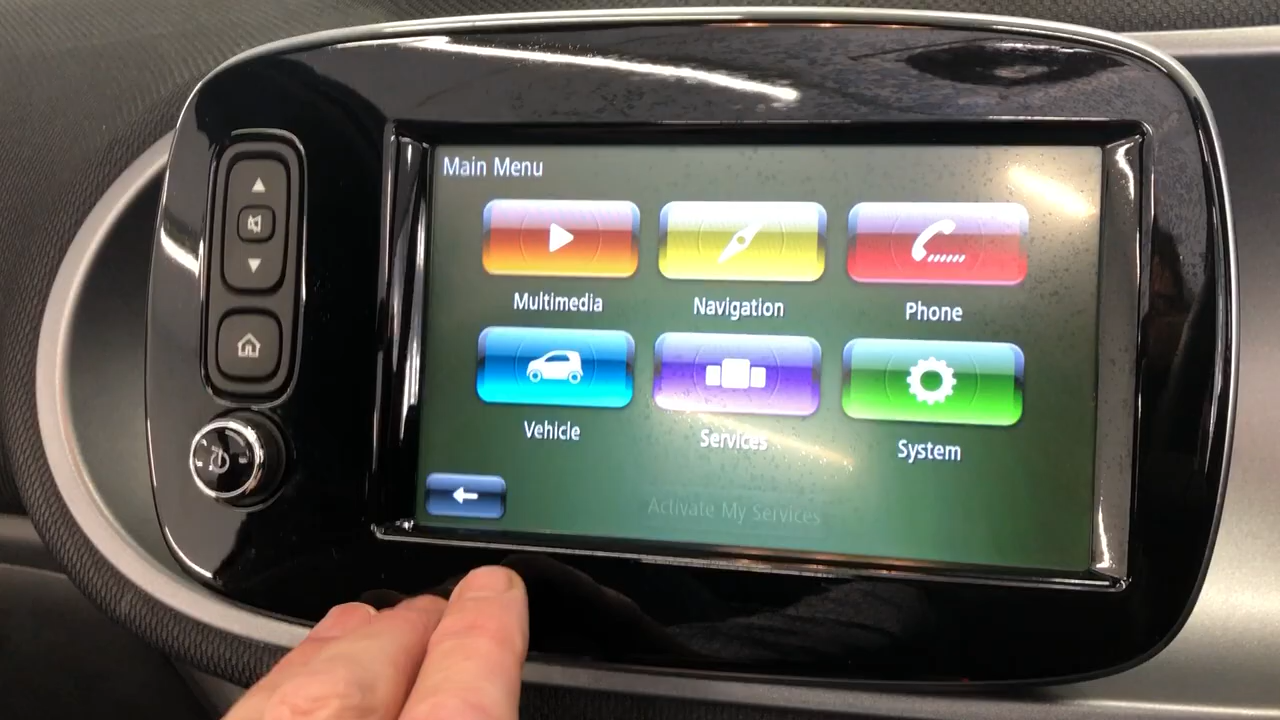 Main Menu
Multimedia
Navigation
Phone
Vehicle
Services
System
Activate My Services